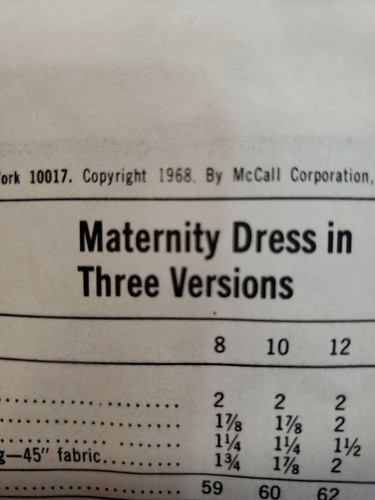 ork 10017. Copyright 1968. By McCall Corporation,
Maternity Dress in
Three Versions
8 10 12
2 2 2
1⅞ 1⅞ 2
1¼ 1¼ 1½
g—45" fabric....... 1¾ 1⅞ 2
59 60 62